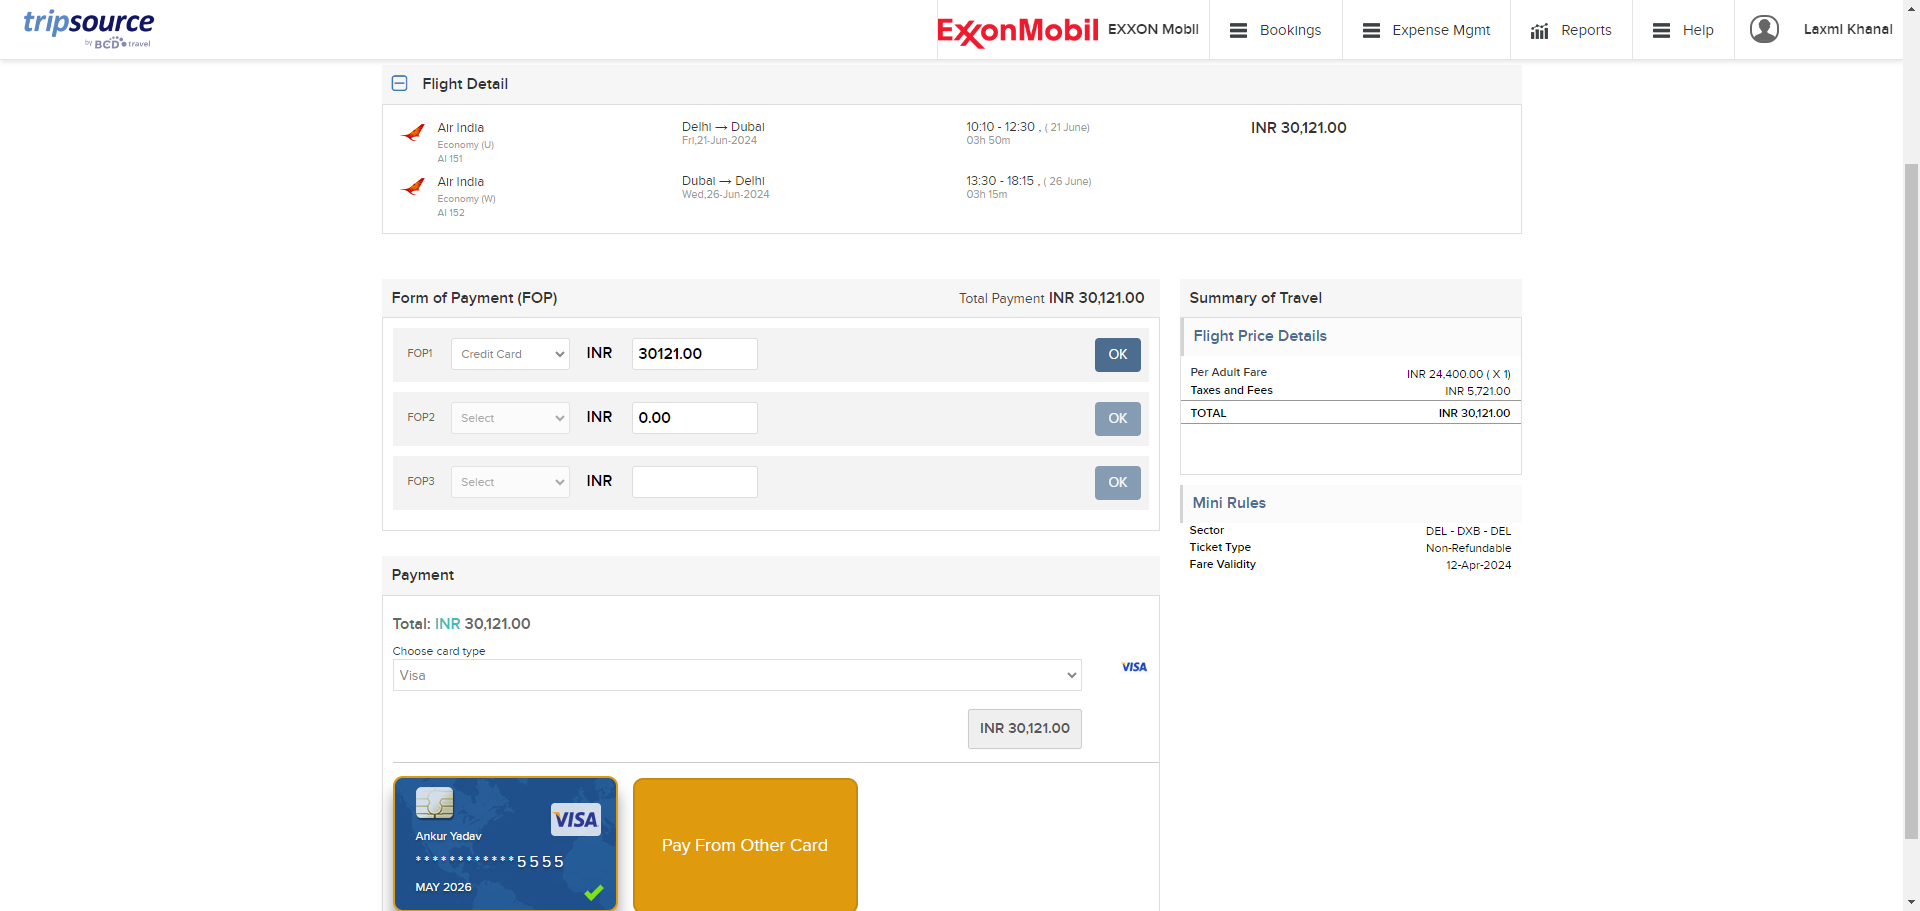 tripsource
by BCD travel
ExxonMobil
EXXON Mobil
Bookings
Expense Mgmt
Reports
Help
Laxmi Khanal
Flight Detail
Air India
Economy (U)
AI 151
Delhi → Dubai
Fri,21-Jun-2024
10:10 - 12:30 , ( 21 June)
03h 50m
INR 30,121.00
Air India
Economy (W)
AI 152
Dubai → Delhi
Wed,26-Jun-2024
13:30 - 18:15 , ( 26 June)
03h 15m
Form of Payment (FOP)
Total Payment INR 30,121.00
FOP1 Credit Card INR 30121.00 OK
FOP2 Select INR 0.00 OK
FOP3 Select INR OK
Payment
Total: INR 30,121.00
Choose card type
Visa
VISA
INR 30,121.00
VISA
Ankur Yadav
************5555
MAY 2026
Pay From Other Card
Summary of Travel
Flight Price Details
Per Adult Fare INR 24,400.00 ( X 1)
Taxes and Fees INR 5,721.00
TOTAL INR 30,121.00
Mini Rules
Sector DEL - DXB - DEL
Ticket Type Non-Refundable
Fare Validity 12-Apr-2024